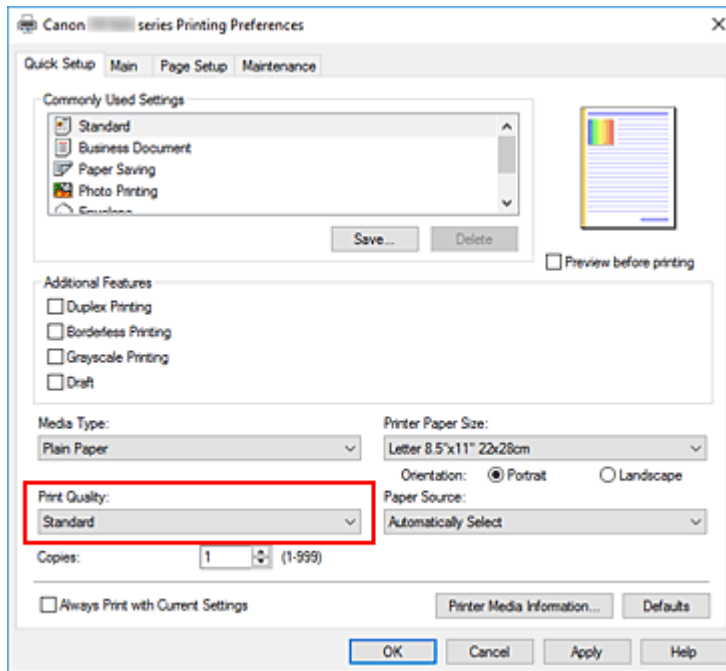 Canon series Printing Preferences
Quick Setup Main Page Setup Maintenance
Commonly Used Settings
Standard
Business Document
Paper Saving
Photo Printing
Envelope
Save... Delete
Preview before printing
Additional Features
Duplex Printing
Borderless Printing
Grayscale Printing
Draft
Media Type: Printer Paper Size:
Plain Paper Letter 8.5"x11" 22x28cm
Orientation: Portrait Landscape
Print Quality: Paper Source:
Standard Automatically Select
Copies: 1 (1-999)
Always Print with Current Settings Printer Media Information... Defaults
OK Cancel Apply Help